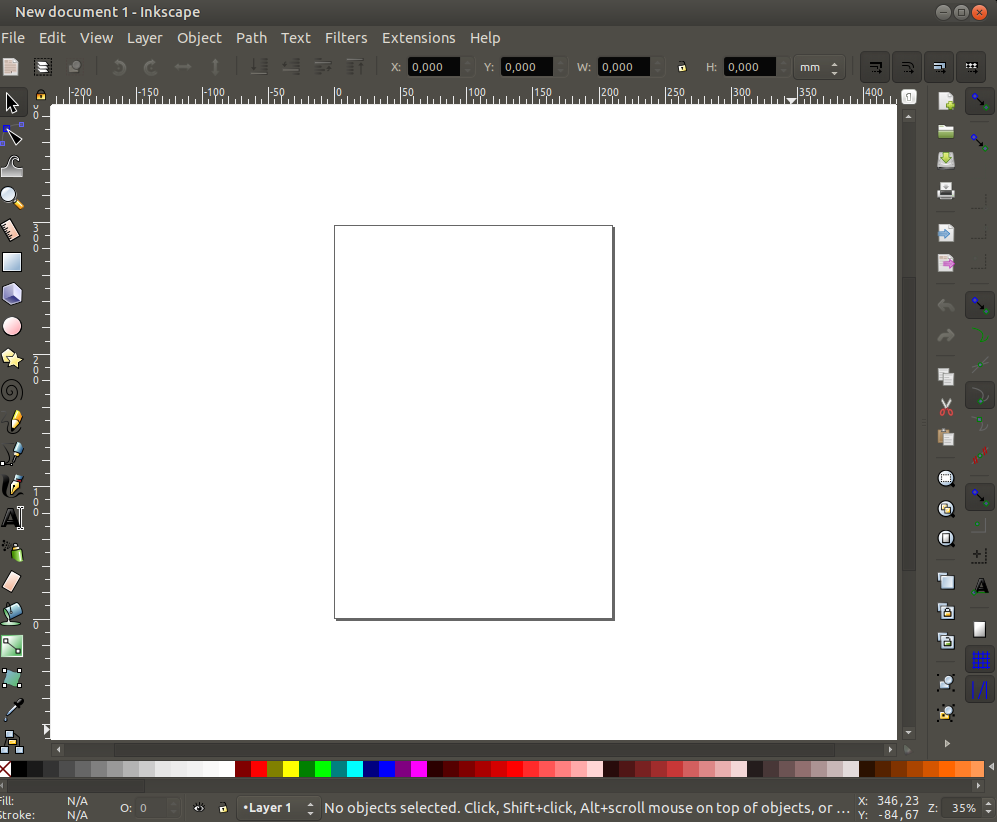 New document 1 - Inkscape
File Edit View Layer Object Path Text Filters Extensions Help
X: 0,000 Y: 0,000 W: 0,000 H: 0,000 mm
-200 -150 -100 -50 0 50 100 150 200 250 300 350 400
0
300
200
100
0
Fill: N/A O: 0 •Layer 1 No objects selected. Click, Shift+click, Alt+scroll mouse on top of objects, or ... X: 346,23 Z: 35%
Stroke: N/A Y: -84,67